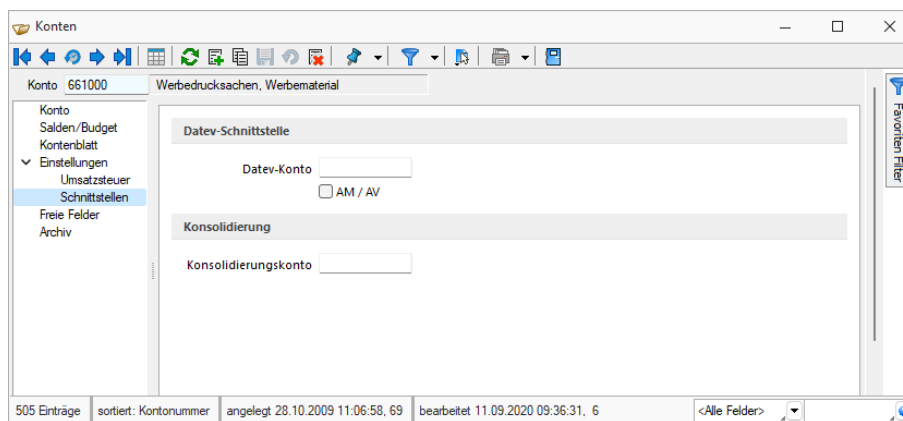 Konten
Konto 661000 Werbedrucksachen, Werbematerial
Konto
Salden/Budget
Kontenblatt
Einstellungen
Umsatzsteuer
Schnittstellen
Freie Felder
Archiv
Datev-Schnittstelle
Datev-Konto
AM / AV
Konsolidierung
Konsolidierungskonto
Favoriten Filter
505 Einträge sortiert: Kontonummer angelegt 28.10.2009 11:06:58, 69 bearbeitet 11.09.2020 09:36:31, 6 <Alle Felder>